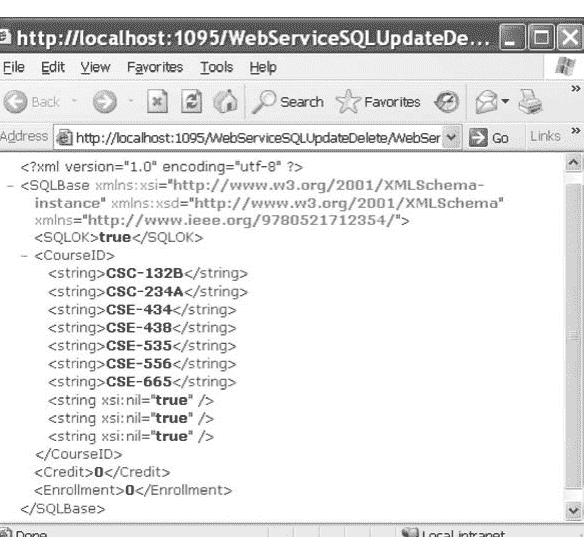 http://localhost:1095/WebServiceSQLUpdateDe...
File Edit View Favorites Tools Help
Back Search Favorites »
Address http://localhost:1095/WebServiceSQLUpdateDelete/WebSer Go Links »
<?xml version="1.0" encoding="utf-8" ?>
- <SQLBase xmlns:xsi="http://www.w3.org/2001/XMLSchema-
instance" xmlns:xsd="http://www.w3.org/2001/XMLSchema"
xmlns="http://www.ieee.org/9780521712354/">
<SQLOK>true</SQLOK>
- <CourseID>
<string>CSC-132B</string>
<string>CSC-234A</string>
<string>CSE-434</string>
<string>CSE-438</string>
<string>CSE-535</string>
<string>CSE-556</string>
<string>CSE-665</string>
<string xsi:nil="true" />
<string xsi:nil="true" />
<string xsi:nil="true" />
</CourseID>
<Credit>0</Credit>
<Enrollment>0</Enrollment>
</SQLBase>
Done Local intranet